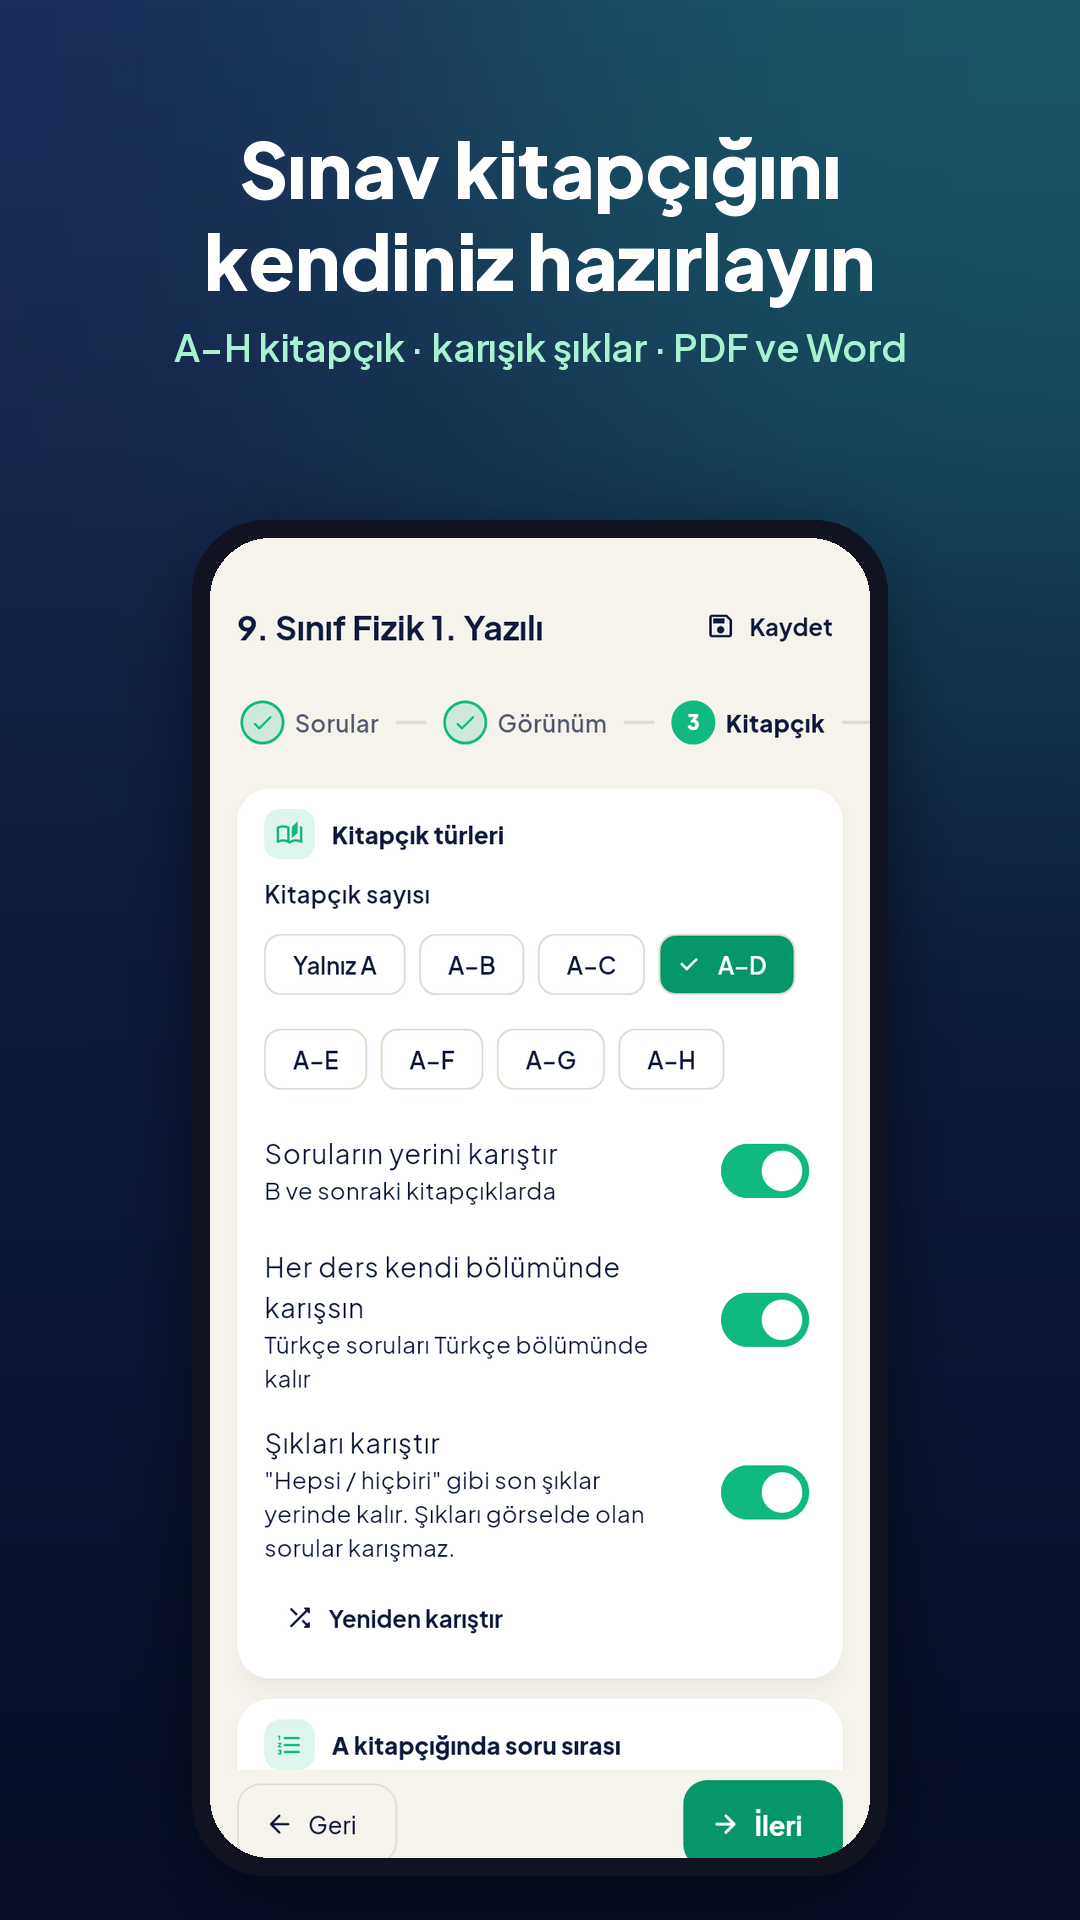 Sınav kitapçığını
kendiniz hazırlayın
A–H kitapçık · karışık şıklar · PDF ve Word
9. Sınıf Fizik 1. Yazılı
Kaydet
Sorular
Görünüm
3 Kitapçık
Kitapçık türleri
Kitapçık sayısı
Yalnız A
A–B
A–C
A–D
A–E
A–F
A–G
A–H
Soruların yerini karıştır
B ve sonraki kitapçıklarda
Her ders kendi bölümünde
karışsın
Türkçe soruları Türkçe bölümünde
kalır
Şıkları karıştır
"Hepsi / hiçbiri" gibi son şıklar
yerinde kalır. Şıkları görselde olan
sorular karışmaz.
Yeniden karıştır
A kitapçığında soru sırası
Geri
İleri